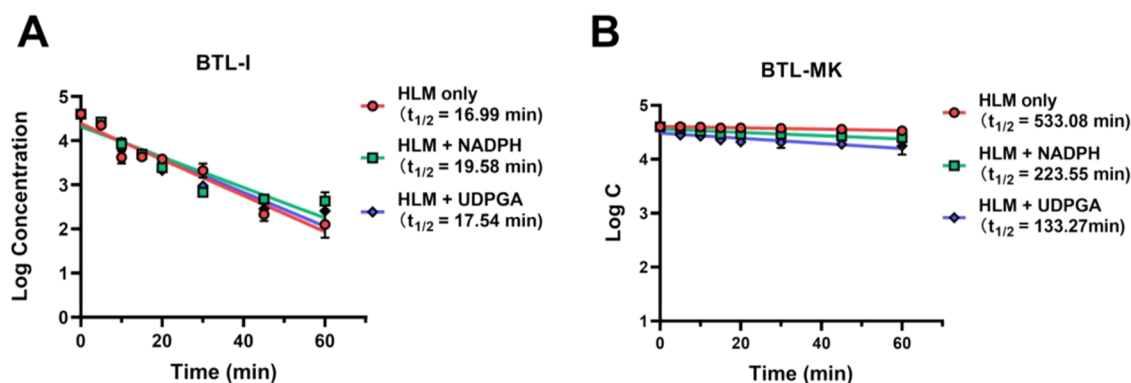 A
BTL-I
Log Concentration
5
4
3
2
1
0
0
20
40
60
Time (min)
HLM only
(t1/2 = 16.99 min)
HLM + NADPH
(t1/2 = 19.58 min)
HLM + UDPGA
(t1/2 = 17.54 min)
B
BTL-MK
Log C
5
4
3
2
1
0
20
40
60
Time (min)
HLM only
(t1/2 = 533.08 min)
HLM + NADPH
(t1/2 = 223.55 min)
HLM + UDPGA
(t1/2 = 133.27min)